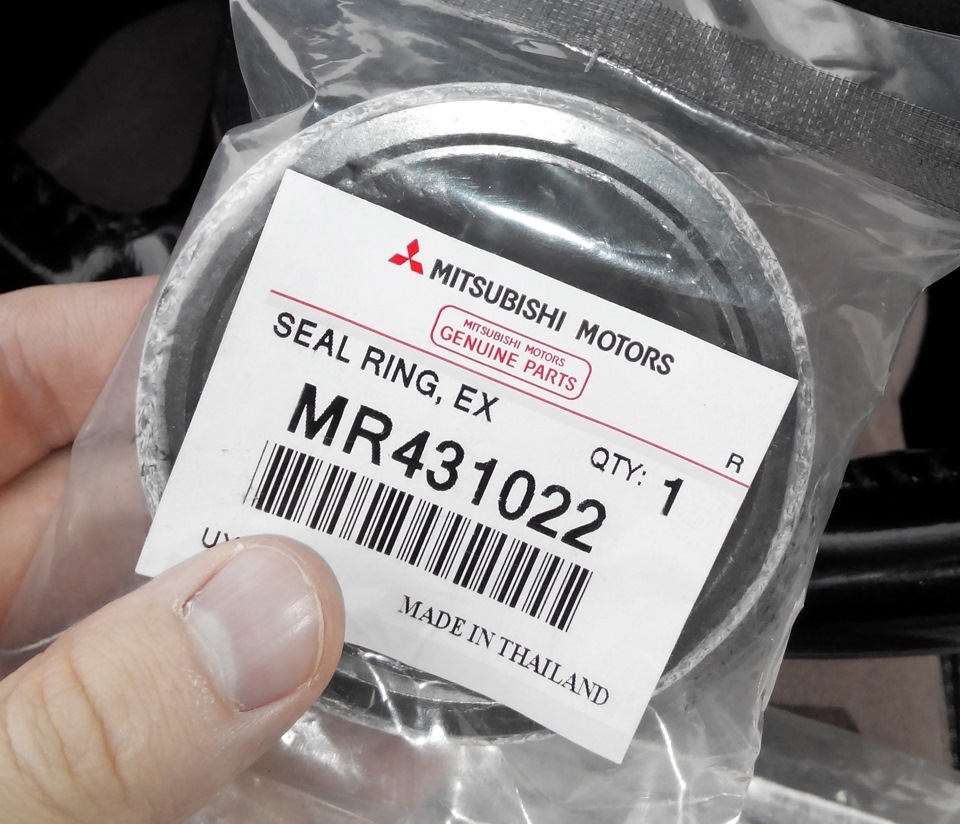 MITSUBISHI MOTORS
MITSUBISHI MOTORS
GENUINE PARTS
SEAL RING, EX
R
MR431022
QTY: 1
MADE IN THAILAND